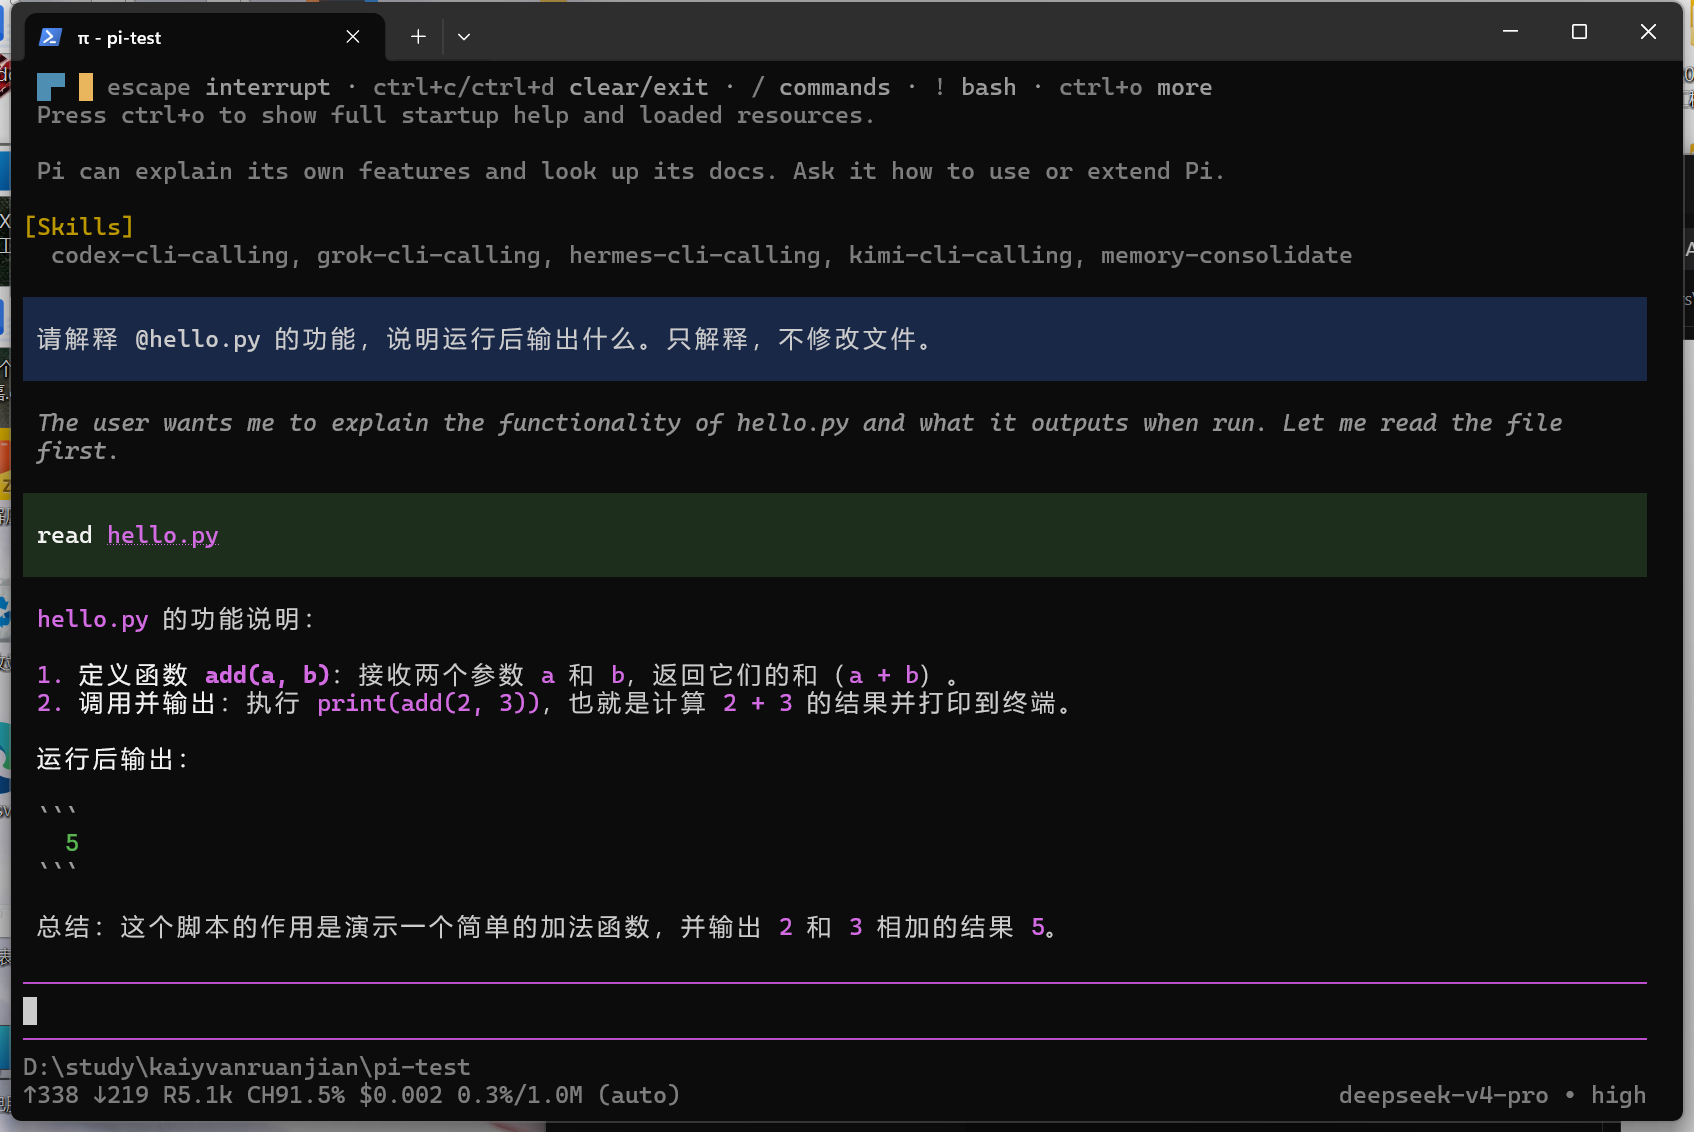 π - pi-test
escape interrupt · ctrl+c/ctrl+d clear/exit · / commands · ! bash · ctrl+o more
Press ctrl+o to show full startup help and loaded resources.
Pi can explain its own features and look up its docs. Ask it how to use or extend Pi.
[Skills]
codex-cli-calling, grok-cli-calling, hermes-cli-calling, kimi-cli-calling, memory-consolidate
请解释 @hello.py 的功能，说明运行后输出什么。只解释，不修改文件。
The user wants me to explain the functionality of hello.py and what it outputs when run. Let me read the file
first.
read hello.py
hello.py 的功能说明：
1. 定义函数 add(a, b)：接收两个参数 a 和 b，返回它们的和（a + b）。
2. 调用并输出：执行 print(add(2, 3))，也就是计算 2 + 3 的结果并打印到终端。
运行后输出：
```
5
```
总结：这个脚本的作用是演示一个简单的加法函数，并输出 2 和 3 相加的结果 5。
D:\study\kaiyvanruanjian\pi-test
↑338 ↓219 R5.1k CH91.5% $0.002 0.3%/1.0M (auto) deepseek-v4-pro • high